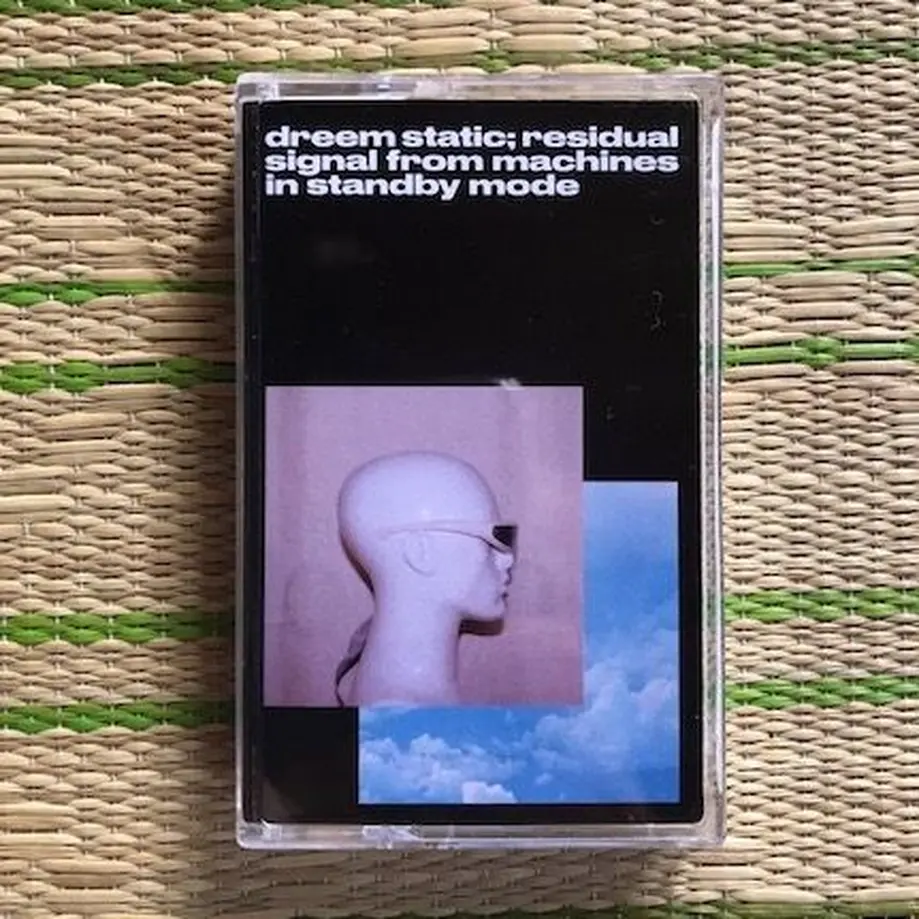 dreem static; residual
signal from machines
in standby mode